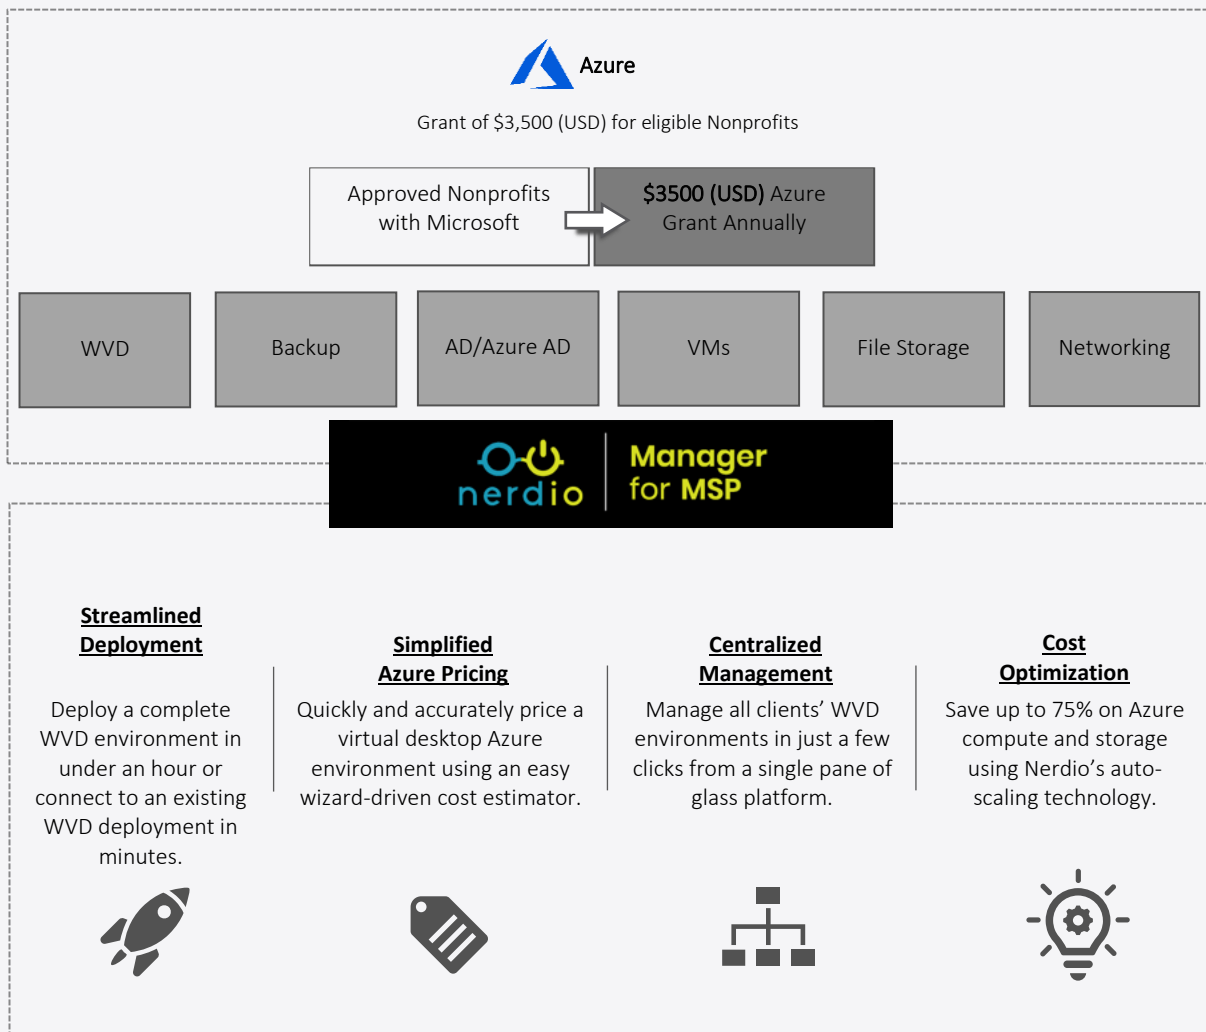 Azure
Grant of $3,500 (USD) for eligible Nonprofits
Approved Nonprofits
with Microsoft
$3500 (USD) Azure
Grant Annually
WVD
Backup
AD/Azure AD
VMs
File Storage
Networking
nerdio
Manager
for MSP
Streamlined
Deployment
Deploy a complete
WVD environment in
under an hour or
connect to an existing
WVD deployment in
minutes.
Simplified
Azure Pricing
Quickly and accurately price a
virtual desktop Azure
environment using an easy
wizard-driven cost estimator.
Centralized
Management
Manage all clients’ WVD
environments in just a few
clicks from a single pane of
glass platform.
Cost
Optimization
Save up to 75% on Azure
compute and storage
using Nerdio’s auto-
scaling technology.